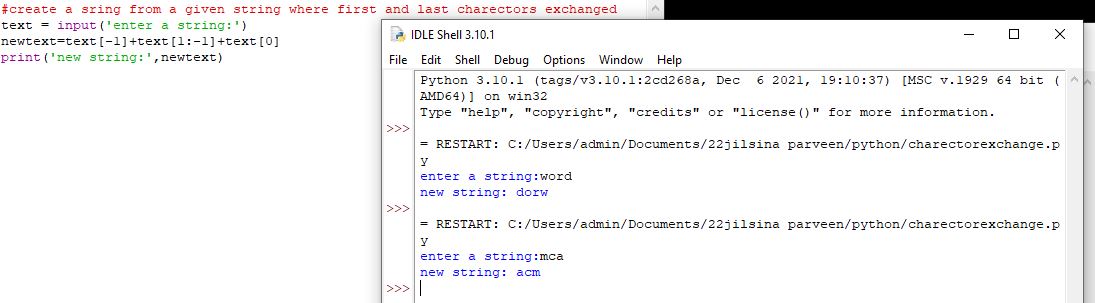 #create a sring from a given string where first and last charectors exchanged
text = input('enter a string:')
newtext=text[-1]+text[1:-1]+text[0]
print('new string:',newtext)
IDLE Shell 3.10.1
File Edit Shell Debug Options Window Help
Python 3.10.1 (tags/v3.10.1:2cd268a, Dec  6 2021, 19:10:37) [MSC v.1929 64 bit (
AMD64)] on win32
Type "help", "copyright", "credits" or "license()" for more information.
>>>
= RESTART: C:/Users/admin/Documents/22jilsina parveen/python/charectorexchange.p
y
enter a string:word
new string: dorw
>>>
= RESTART: C:/Users/admin/Documents/22jilsina parveen/python/charectorexchange.p
y
enter a string:mca
new string: acm
>>>